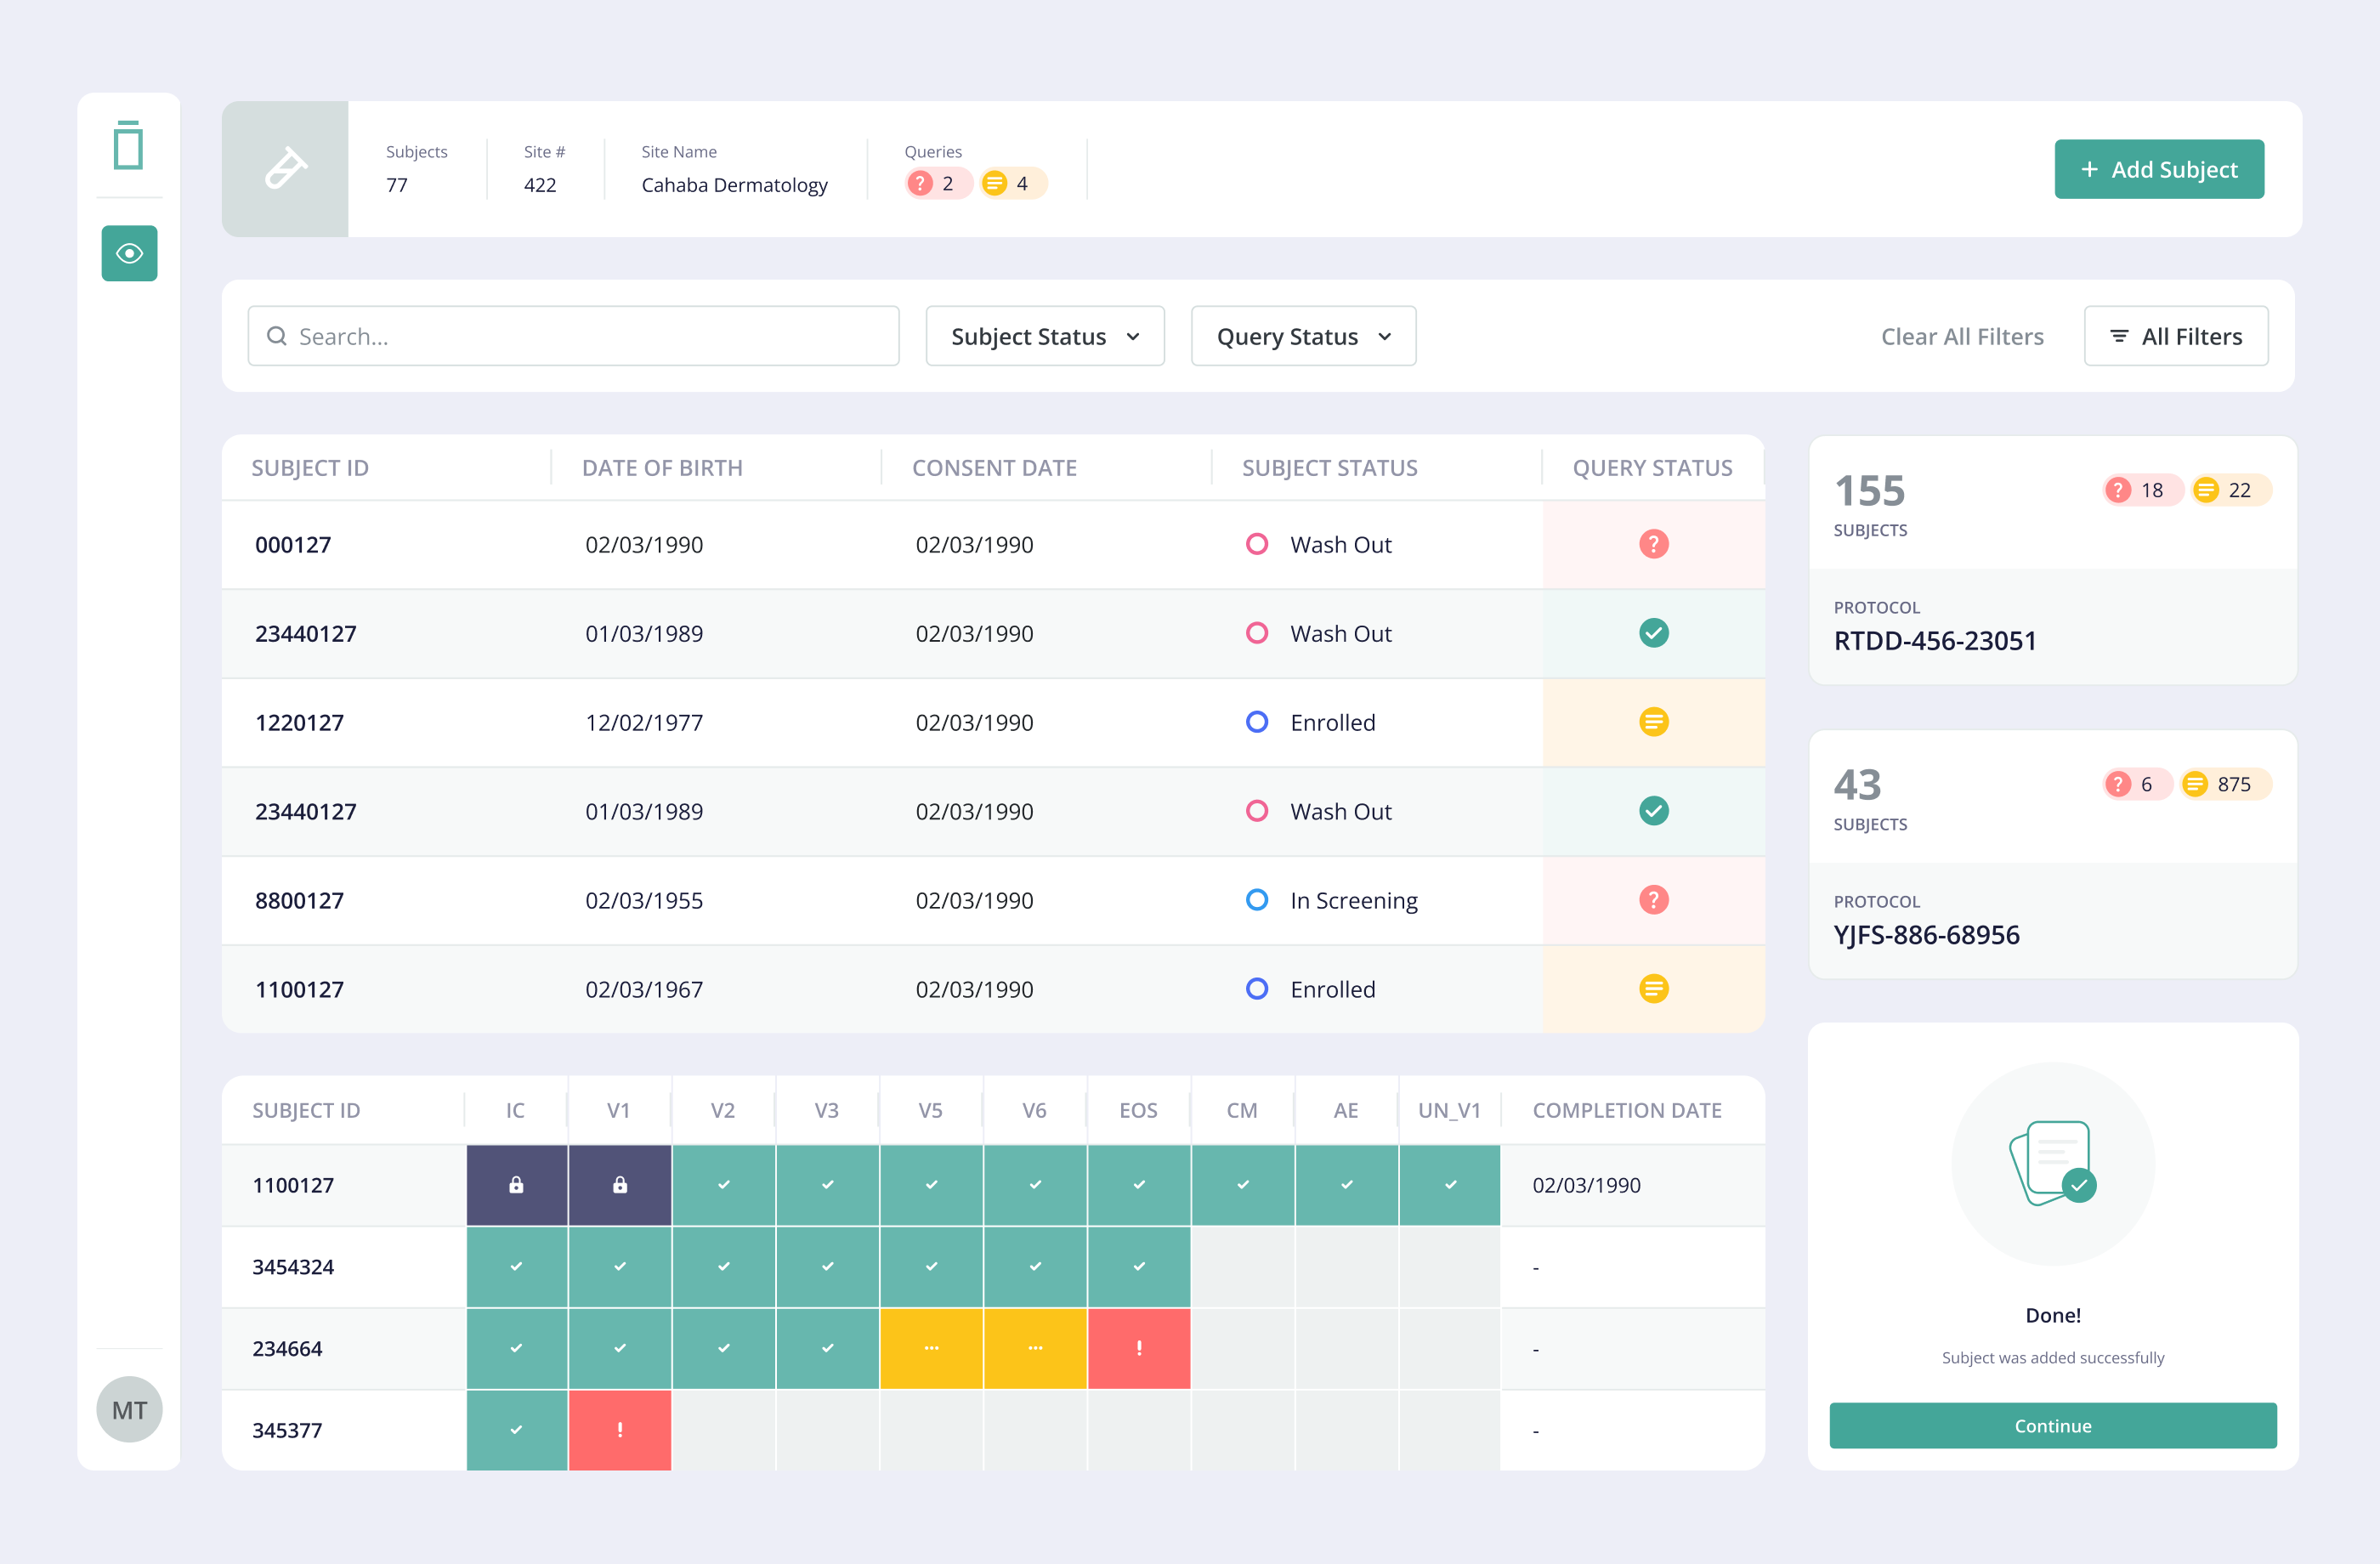 Subjects Site # Site Name Queries
77 422 Cahaba Dermatology ? 2 4
+ Add Subject
Search... Subject Status Query Status Clear All Filters All Filters
SUBJECT ID DATE OF BIRTH CONSENT DATE SUBJECT STATUS QUERY STATUS
000127 02/03/1990 02/03/1990 Wash Out ?
23440127 01/03/1989 02/03/1990 Wash Out
1220127 12/02/1977 02/03/1990 Enrolled
23440127 01/03/1989 02/03/1990 Wash Out
8800127 02/03/1955 02/03/1990 In Screening ?
1100127 02/03/1967 02/03/1990 Enrolled
155 ? 18 22
SUBJECTS
PROTOCOL
RTDD-456-23051
43 ? 6 875
SUBJECTS
PROTOCOL
YJFS-886-68956
SUBJECT ID IC V1 V2 V3 V5 V6 EOS CM AE UN_V1 COMPLETION DATE
1100127 02/03/1990
3454324 -
234664 ... ... ! -
345377 ! -
Done!
Subject was added successfully
Continue
MT